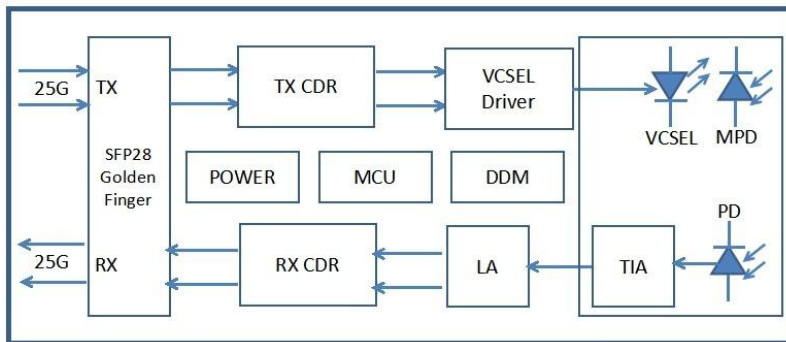 25G
TX
TX CDR
VCSEL
Driver
VCSEL
MPD
SFP28
Golden
Finger
POWER
MCU
DDM
PD
25G
RX
RX CDR
LA
TIA